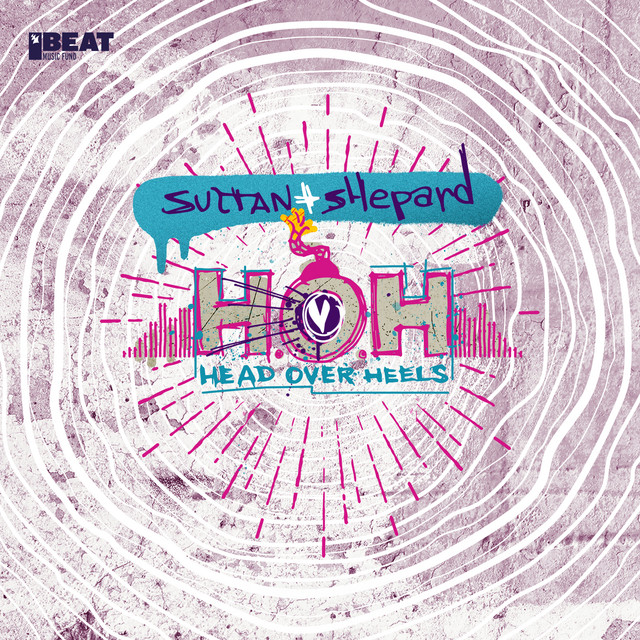 BEAT
MUSIC FUND
SULTAN + SHEPARD
H.O.H
HEAD OVER HEELS